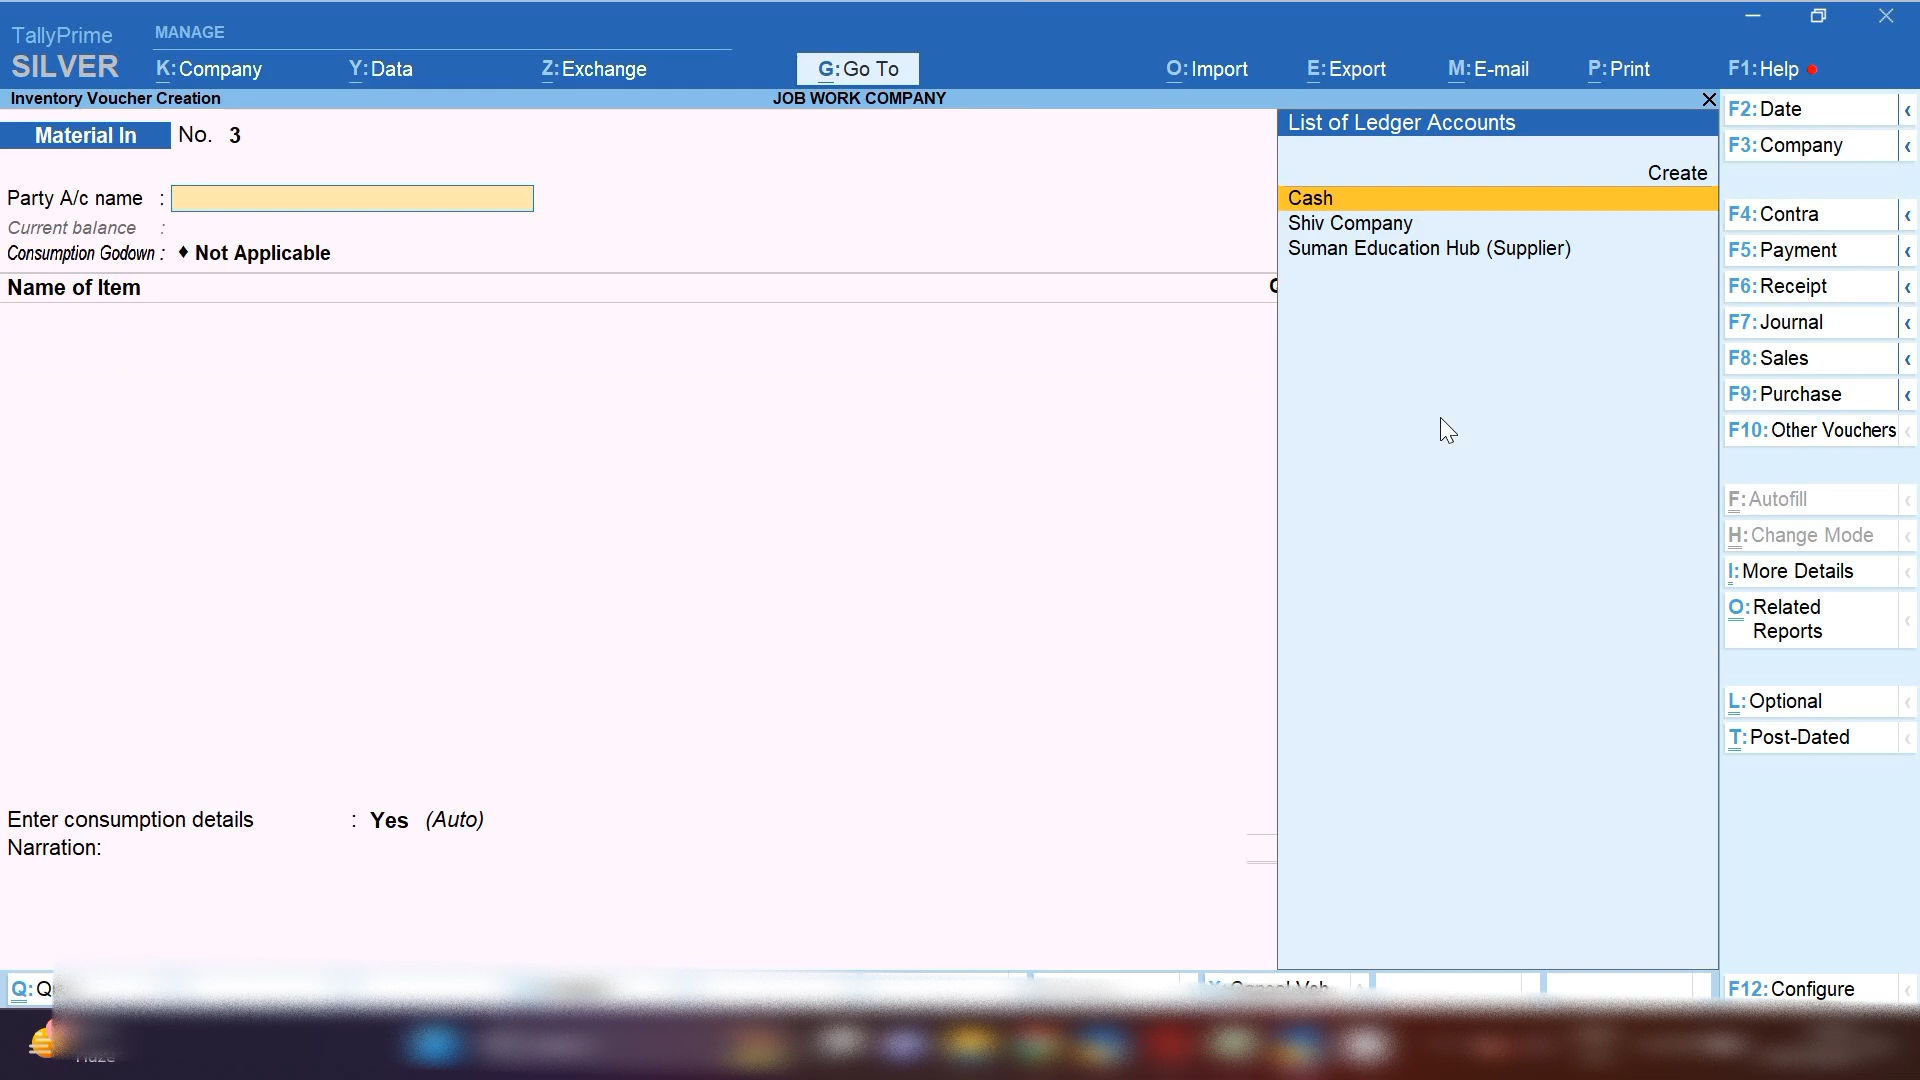 TallyPrime
SILVER
MANAGE
K: Company
Y: Data
Z: Exchange
G: Go To
O: Import
E: Export
M: E-mail
P: Print
F1: Help
Inventory Voucher Creation
JOB WORK COMPANY
Material In
No. 3
Party A/c name :
Current balance :
Consumption Godown : ♦ Not Applicable
Name of Item
Enter consumption details : Yes (Auto)
Narration:
List of Ledger Accounts
Create
Cash
Shiv Company
Suman Education Hub (Supplier)
F2: Date
F3: Company
F4: Contra
F5: Payment
F6: Receipt
F7: Journal
F8: Sales
F9: Purchase
F10: Other Vouchers
F: Autofill
H: Change Mode
I: More Details
O: Related
Reports
L: Optional
T: Post-Dated
Q:
F12: Configure